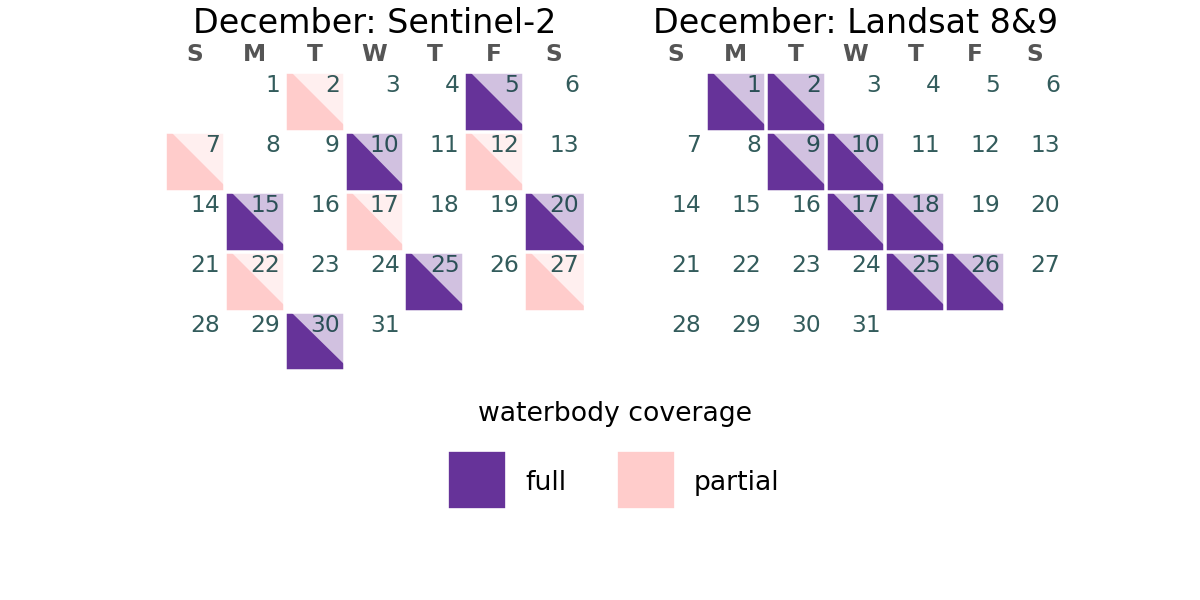 December: Sentinel-2
S M T W T F S
1 2 3 4 5 6
7 8 9 10 11 12 13
14 15 16 17 18 19 20
21 22 23 24 25 26 27
28 29 30 31
December: Landsat 8&9
S M T W T F S
1 2 3 4 5 6
7 8 9 10 11 12 13
14 15 16 17 18 19 20
21 22 23 24 25 26 27
28 29 30 31
waterbody coverage
full partial